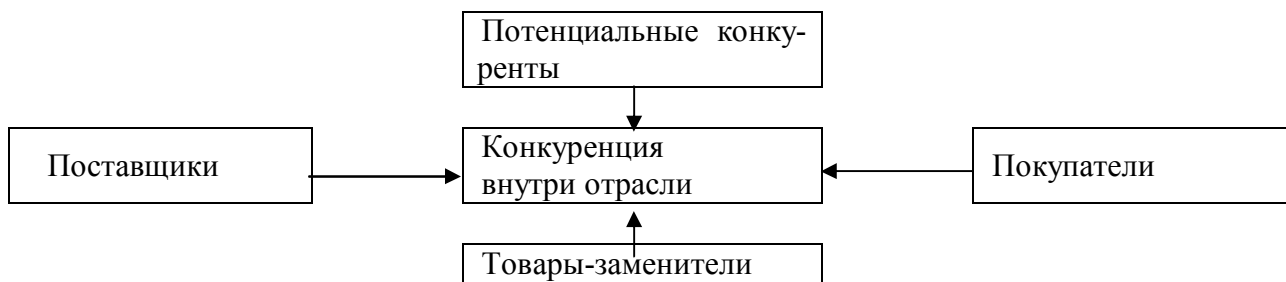 Потенциальные конку-
ренты
Поставщики
Конкуренция
внутри отрасли
Покупатели
Товары-заменители